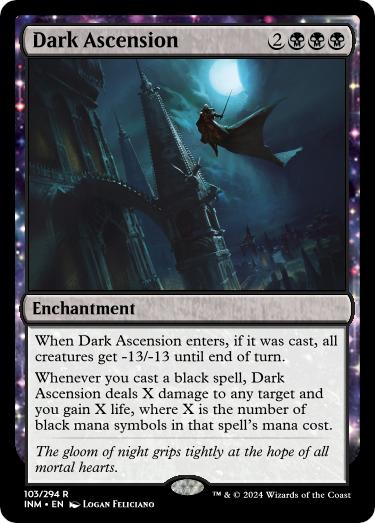 Dark Ascension 2
Enchantment
When Dark Ascension enters, if it was cast, all
creatures get -13/-13 until end of turn.
Whenever you cast a black spell, Dark
Ascension deals X damage to any target and
you gain X life, where X is the number of
black mana symbols in that spell's mana cost.
The gloom of night grips tightly at the hope of all
mortal hearts.
103/294 R
INM • EN LOGAN FELICIANO
™ & © 2024 Wizards of the Coast